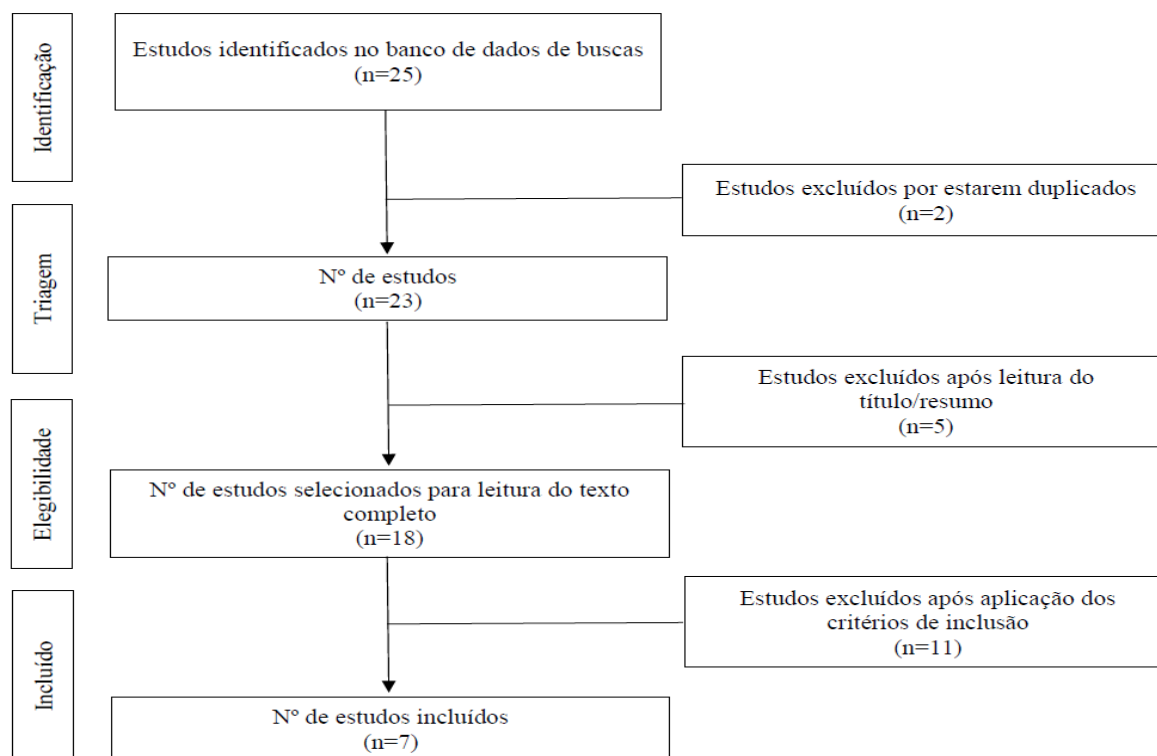 Identificação
Estudos identificados no banco de dados de buscas
(n=25)
Estudos excluídos por estarem duplicados
(n=2)
Triagem
Nº de estudos
(n=23)
Estudos excluídos após leitura do
título/resumo
(n=5)
Elegibilidade
Nº de estudos selecionados para leitura do texto
completo
(n=18)
Estudos excluídos após aplicação dos
critérios de inclusão
(n=11)
Incluído
Nº de estudos incluídos
(n=7)